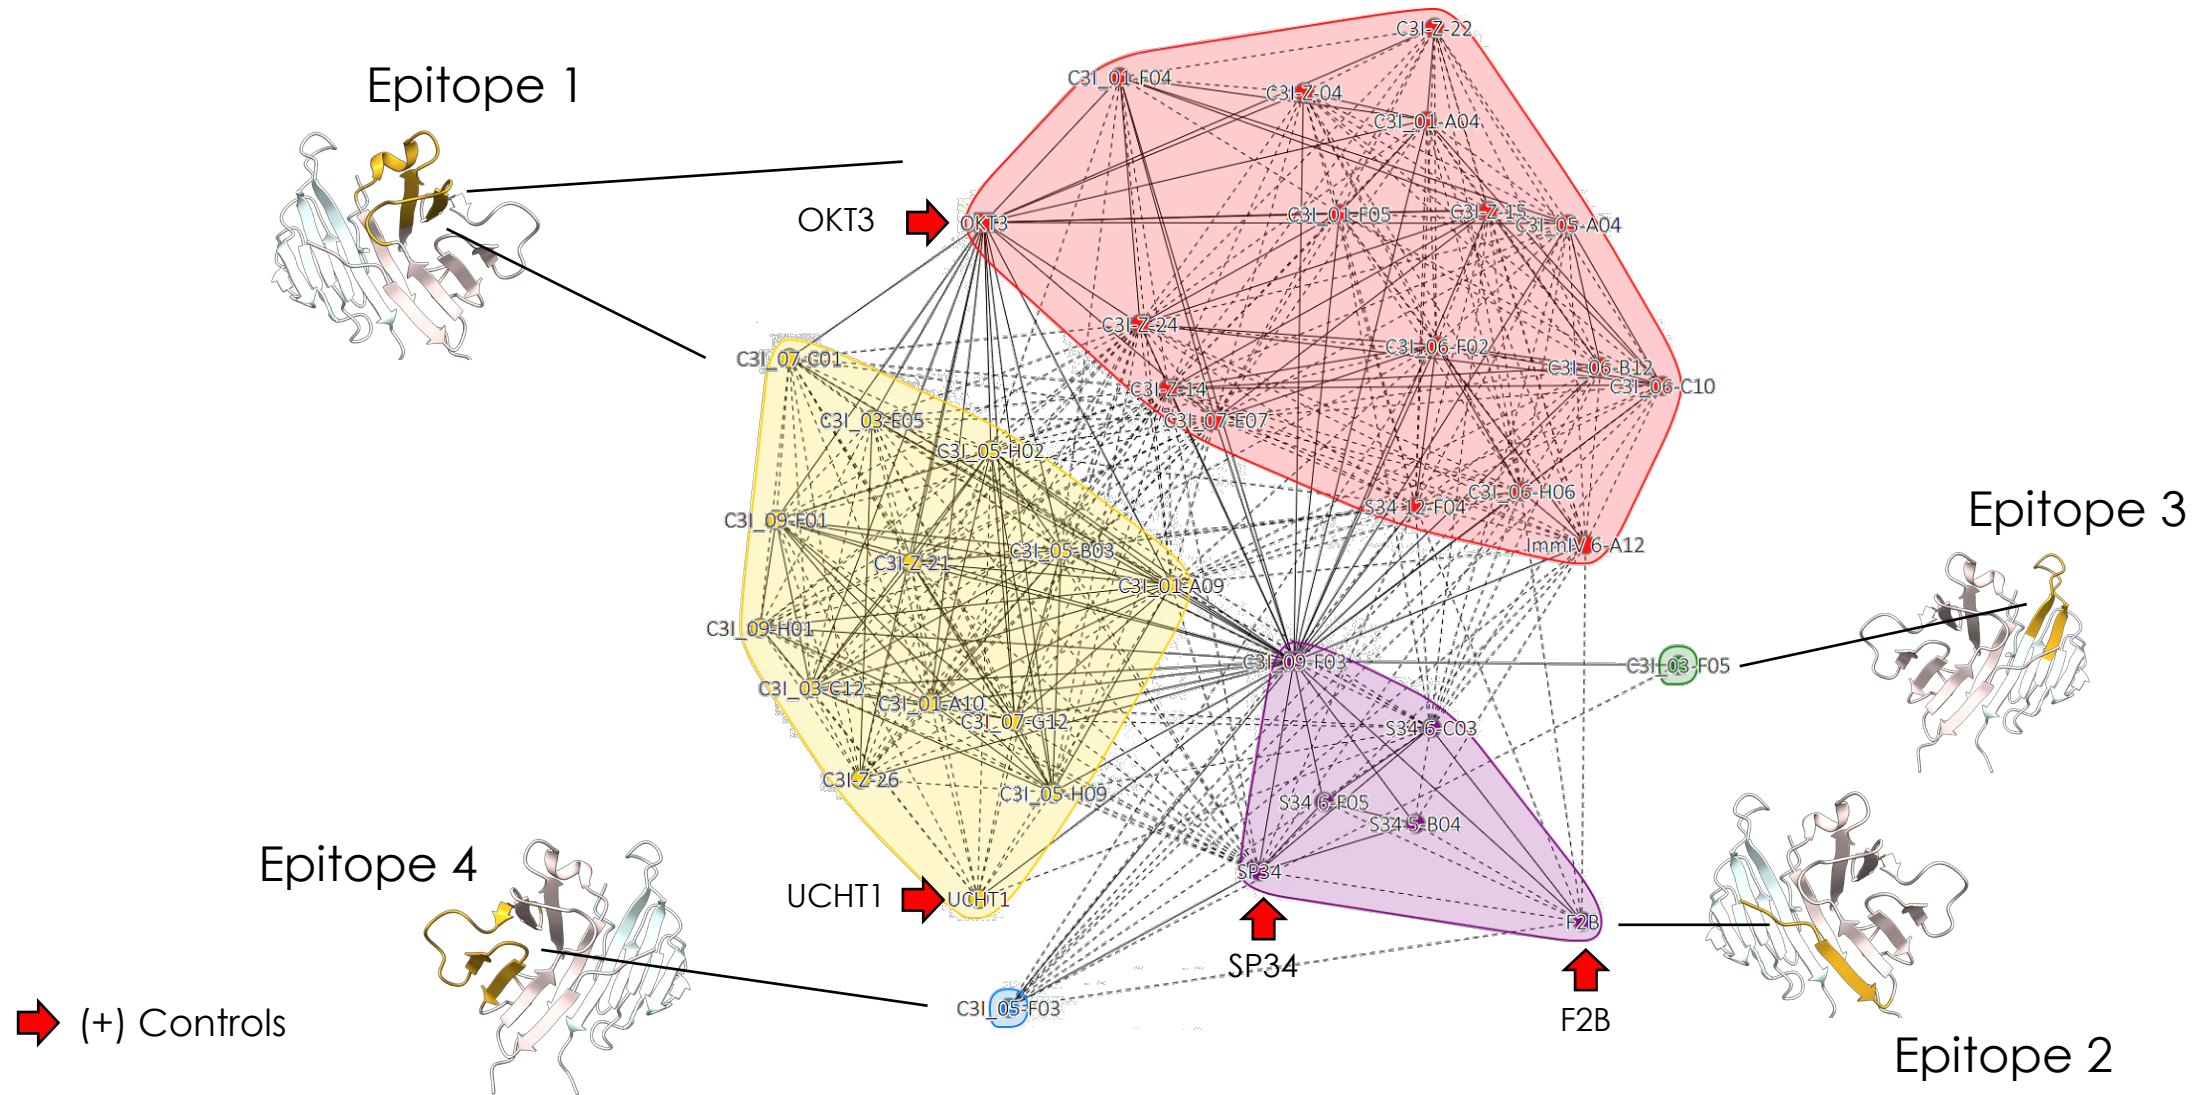 C3I-Z-22
Epitope 1
C3I_01-F04
C3I-Z-04
C3I_01-A04
OKT3
OKT3
C3I_01-F05
C3I-Z-15
C3I_05-A04
C3I-Z-24
C3I_07-C01
C3I_06-F02
C3I_06-B12
C3I_06-C10
C3I-Z-14
C3I_03-E05
C3I_07-E07
C3I_05-H02
C3I_06-H06
S34 12-F04
Epitope 3
C3I_09-F01
C3I-Z-21
C3I_05-B03
ImmIV 6-A12
C3I_01-A09
C3I_09-H01
C3I_09-F03
C3I_03-F05
C3I_03-C12
C3I_01-A10
C3I_07-G12
S34 6-C03
C3I-Z-26
C3I_05-H09
S34 6-F05
S34 5-B04
Epitope 4
SP34
UCHT1
UCHT1
F2B
SP34
C3I_05-F03
(+) Controls
F2B
Epitope 2